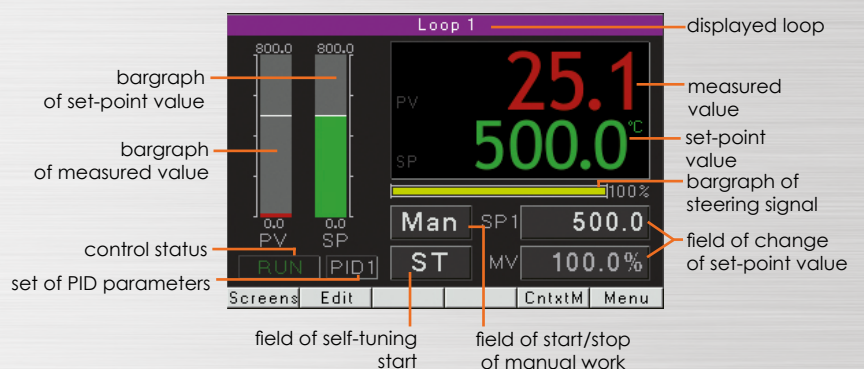 Loop 1
displayed loop
800.0
800.0
bargraph
of set-point value
bargraph
of measured value
PV
25.1
measured
value
SP
500.0
°C
set-point
value
bargraph of
steering signal
100%
0.0
0.0
PV
SP
Man
SP1
500.0
control status
RUN
PID1
ST
MV
100.0%
field of change
of set-point value
set of PID parameters
Screens
Edit
CntxtM
Menu
field of self-tuning
start
field of start/stop
of manual work